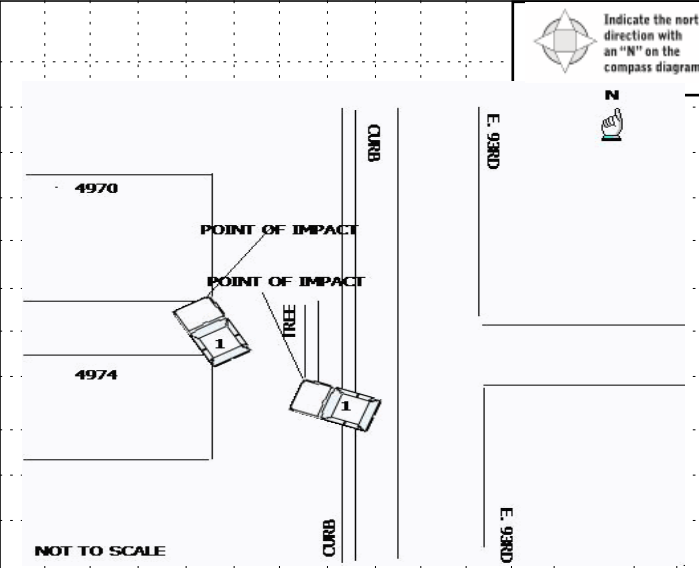 Indicate the nort
direction with
an “N” on the
compass diagram
N
CURB
E. 93RD
4970
POINT OF IMPACT
POINT OF IMPACT
TREE
1
4974
1
CURB
E. 93RD
NOT TO SCALE